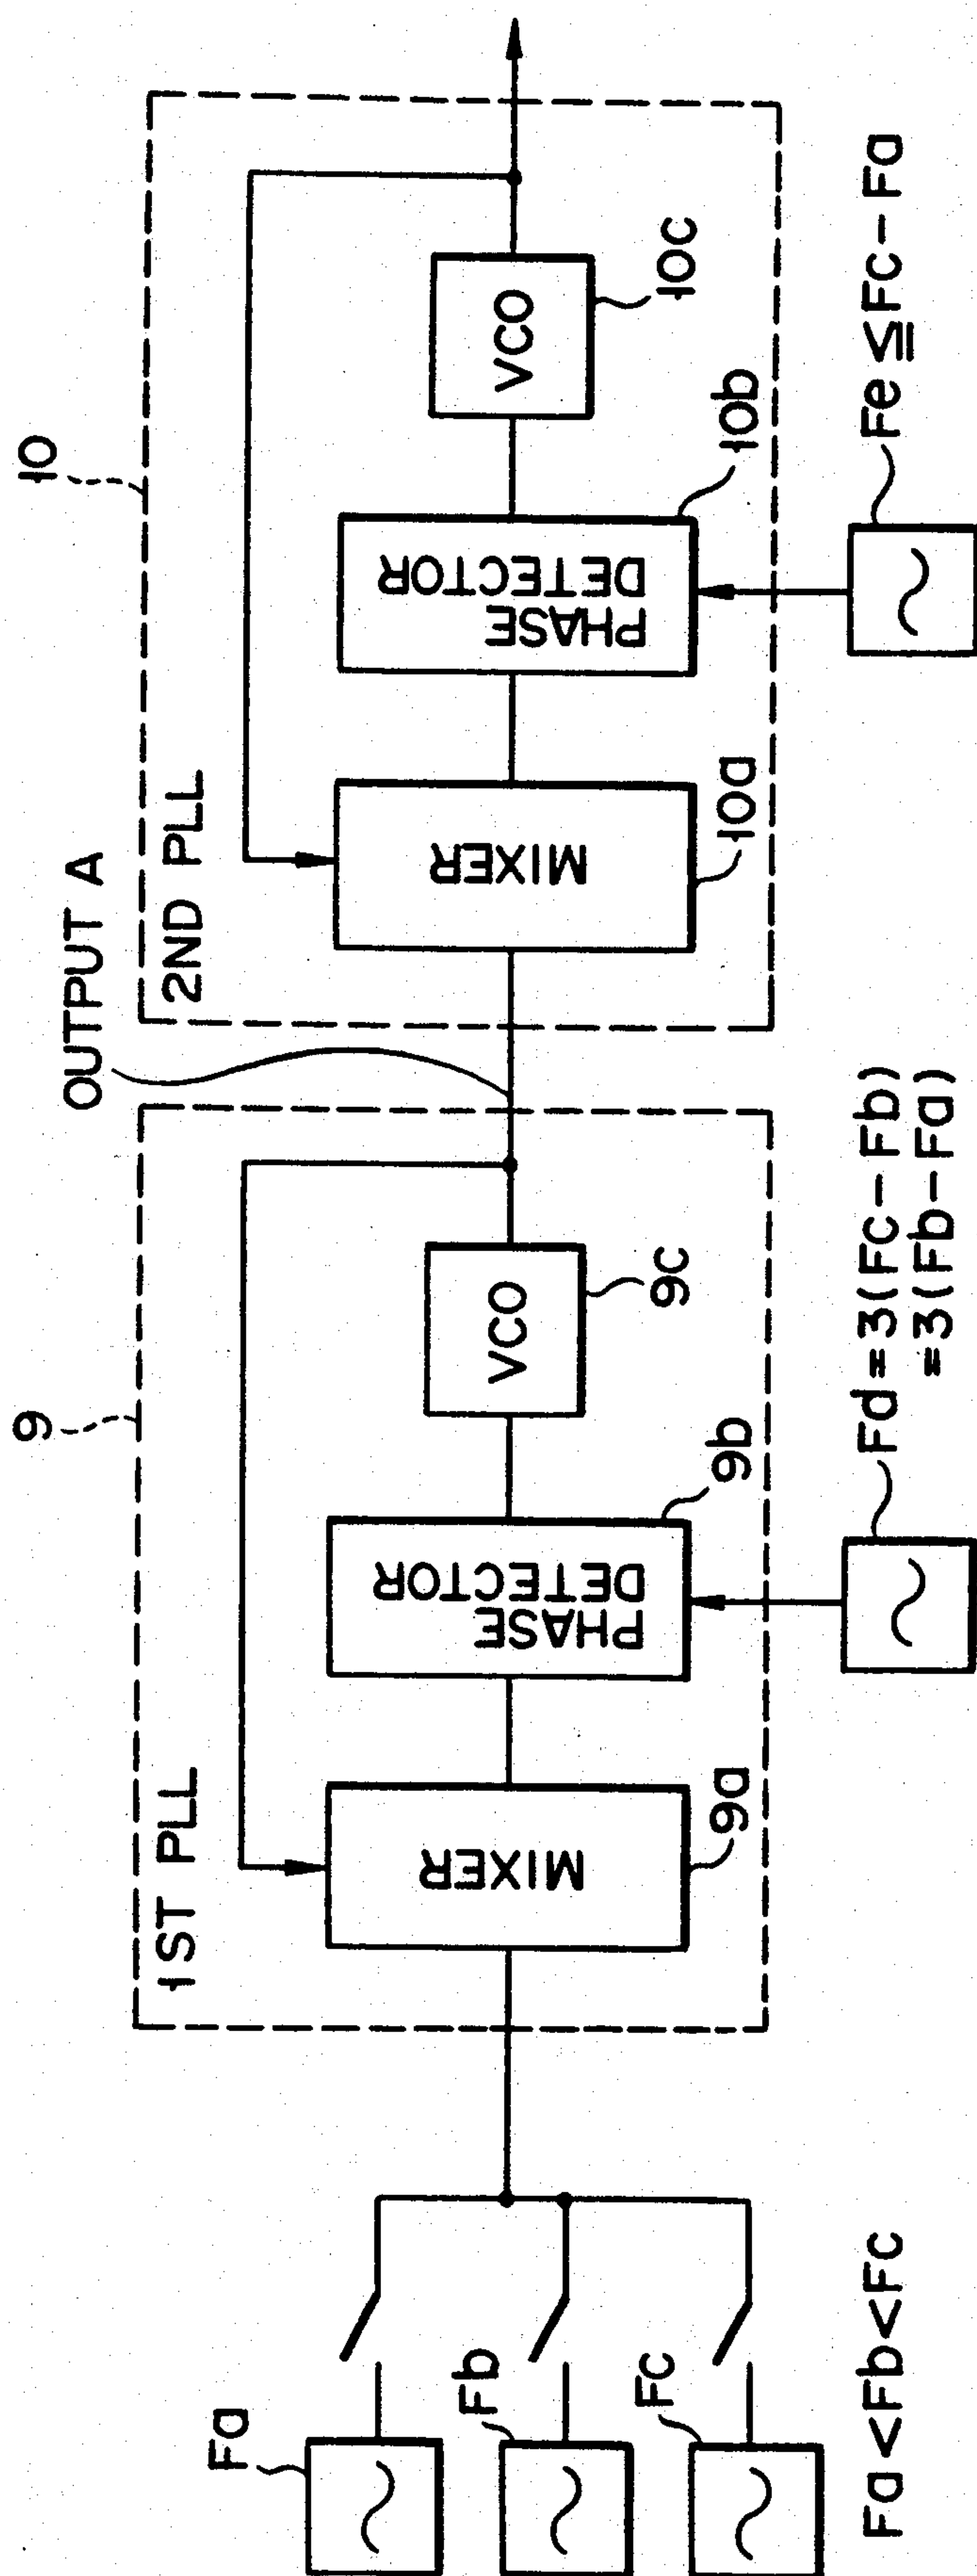 9
10
OUTPUT A
1ST PLL
2ND PLL
Fa
Fb
Fc
MIXER
9a
PHASE
DETECTOR
9b
VCO
9c
MIXER
10a
PHASE
DETECTOR
10b
VCO
10c
Fa<Fb<Fc
Fd=3(Fc-Fb)
=3(Fb-Fa)
Fe≦Fc-Fa